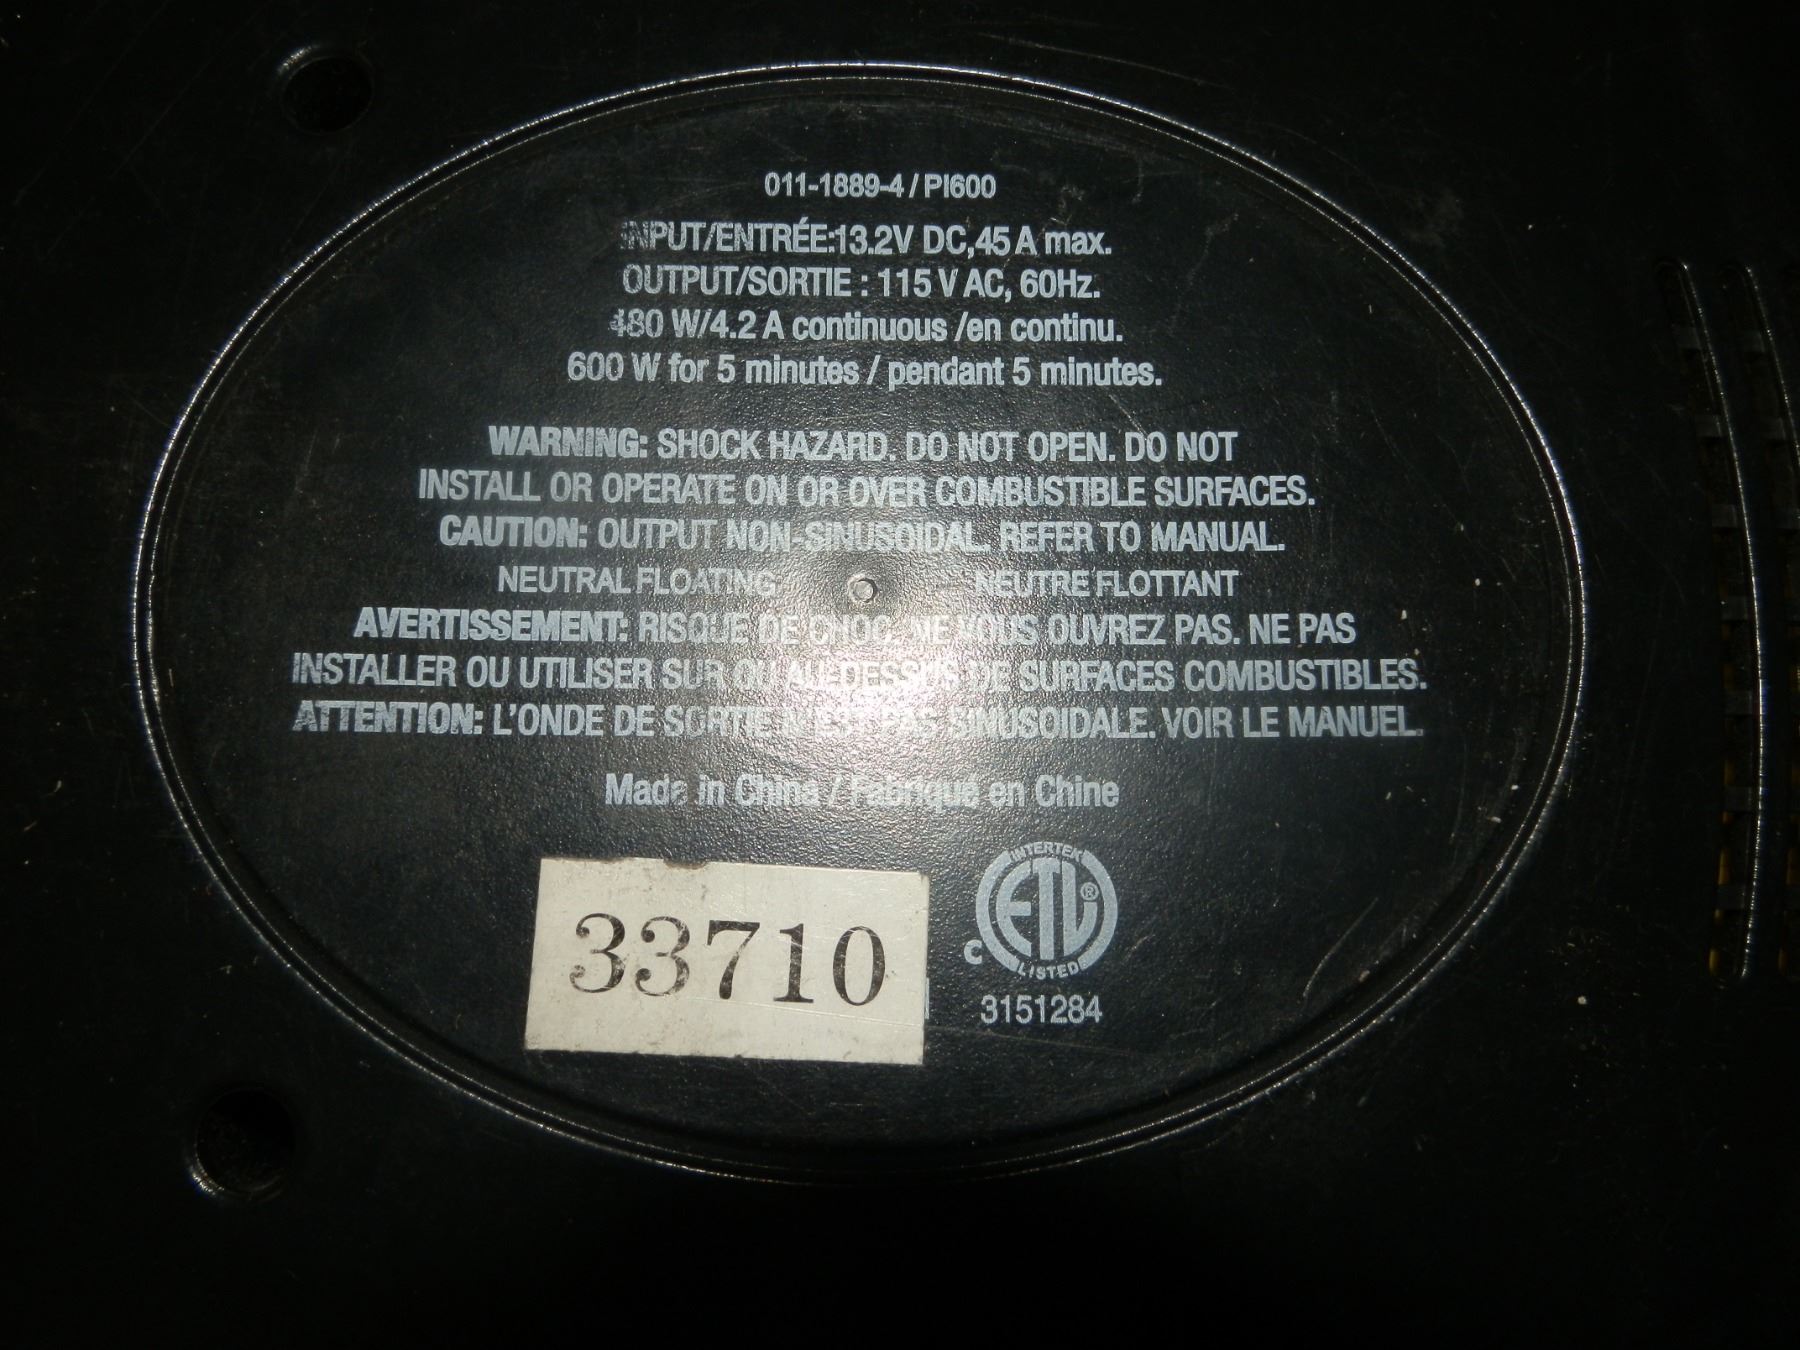 011-1889-4 / PI600
INPUT/ENTRÉE:13.2V DC,45 A max.
OUTPUT/SORTIE : 115 V AC, 60Hz.
480 W/4.2 A continuous /en continu.
600 W for 5 minutes / pendant 5 minutes.
WARNING: SHOCK HAZARD. DO NOT OPEN. DO NOT
INSTALL OR OPERATE ON OR OVER COMBUSTIBLE SURFACES.
CAUTION: OUTPUT NON-SINUSOIDAL. REFER TO MANUAL.
NEUTRAL FLOATING NEUTRE FLOTTANT
AVERTISSEMENT: RISQUE DE CHOC. NE VOUS OUVREZ PAS. NE PAS
INSTALLER OU UTILISER SUR OU AU-DESSUS DE SURFACES COMBUSTIBLES.
ATTENTION: L'ONDE DE SORTIE N'EST PAS SINUSOIDALE. VOIR LE MANUEL.
Made in China / Fabriqué en Chine
INTERTEK
ETL®
C
LISTED
33710
3151284